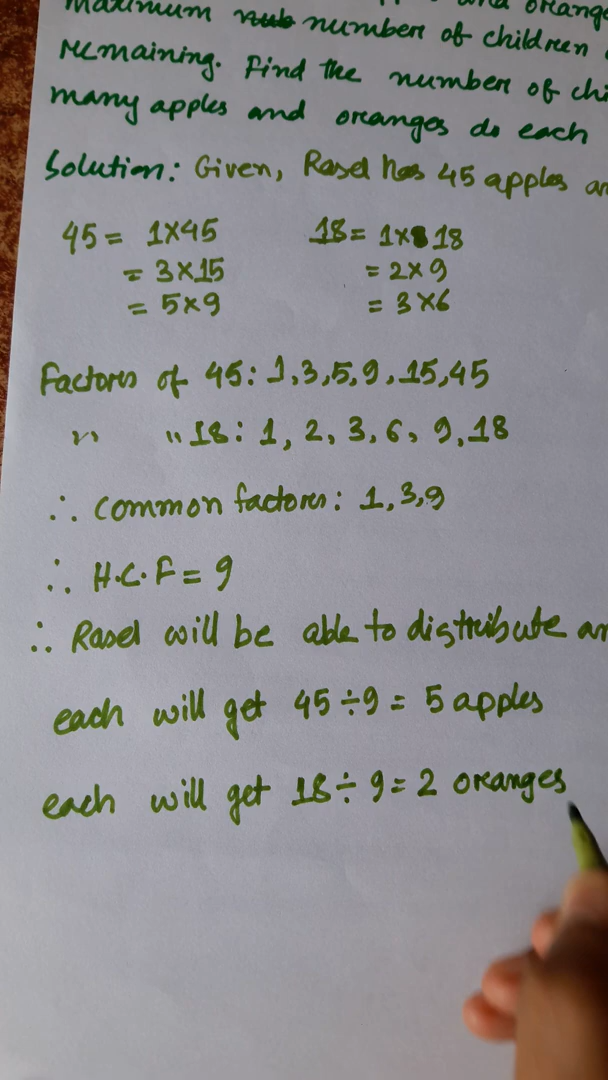 maximum number of children
remaining. Find the number of
many apples and oranges do each
Solution: Given, Rasel has 45 apples
45 = 1×45 18 = 1×18
= 3×15 = 2×9
= 5×9 = 3×6
Factors of 45: 1,3,5,9,15,45
" " 18: 1, 2, 3, 6, 9, 18
∴ Common factors: 1,3,9
∴ H.C.F = 9
∴ Rasel will be able to distribute
each will get 45÷9 = 5 apples
each will get 18÷9 = 2 oranges